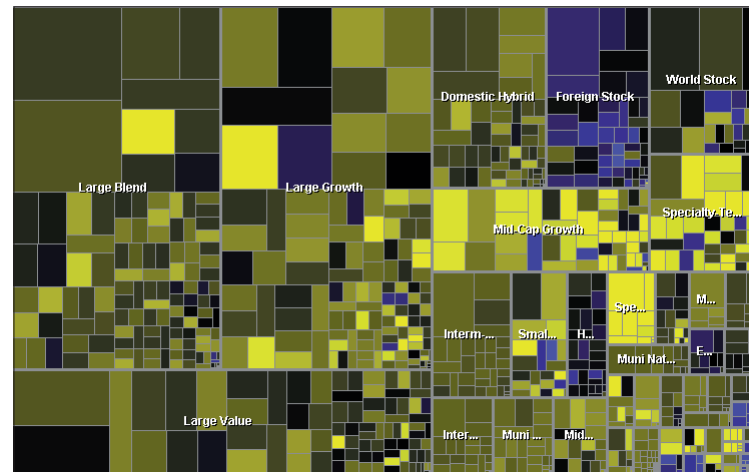 World Stock
Domestic Hybrid
Foreign Stock
Large Blend
Large Growth
Specialty-Te...
Mid-Cap Growth
M...
Spe...
Interm-...
Smal...
H...
E...
Muni Nat...
Large Value
Inter...
Muni ...
Mid...